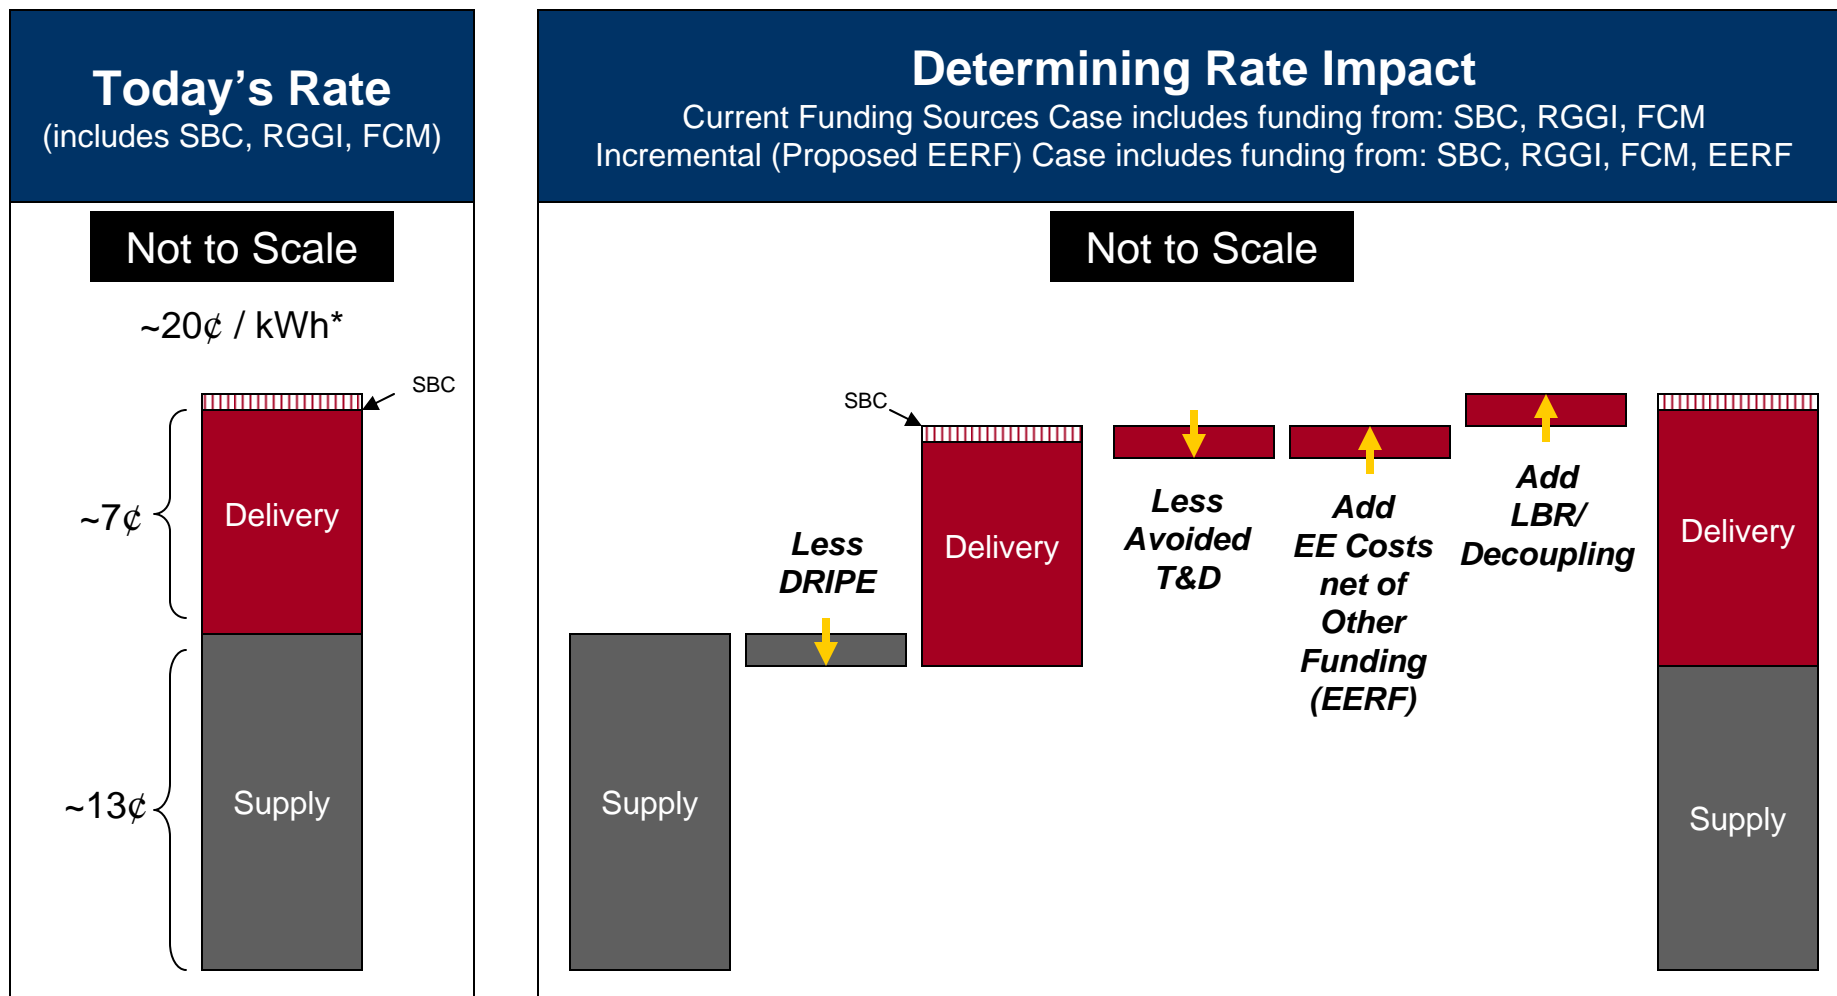 Today’s Rate
(includes SBC, RGGI, FCM)
Not to Scale
~20¢ / kWh*
SBC
~7¢
Delivery
~13¢
Supply
Determining Rate Impact
Current Funding Sources Case includes funding from: SBC, RGGI, FCM
Incremental (Proposed EERF) Case includes funding from: SBC, RGGI, FCM, EERF
Not to Scale
Supply
Less
DRIPE
SBC
Delivery
Less
Avoided
T&D
Add
EE Costs
net of
Other
Funding
(EERF)
Add
LBR/
Decoupling
Delivery
Supply